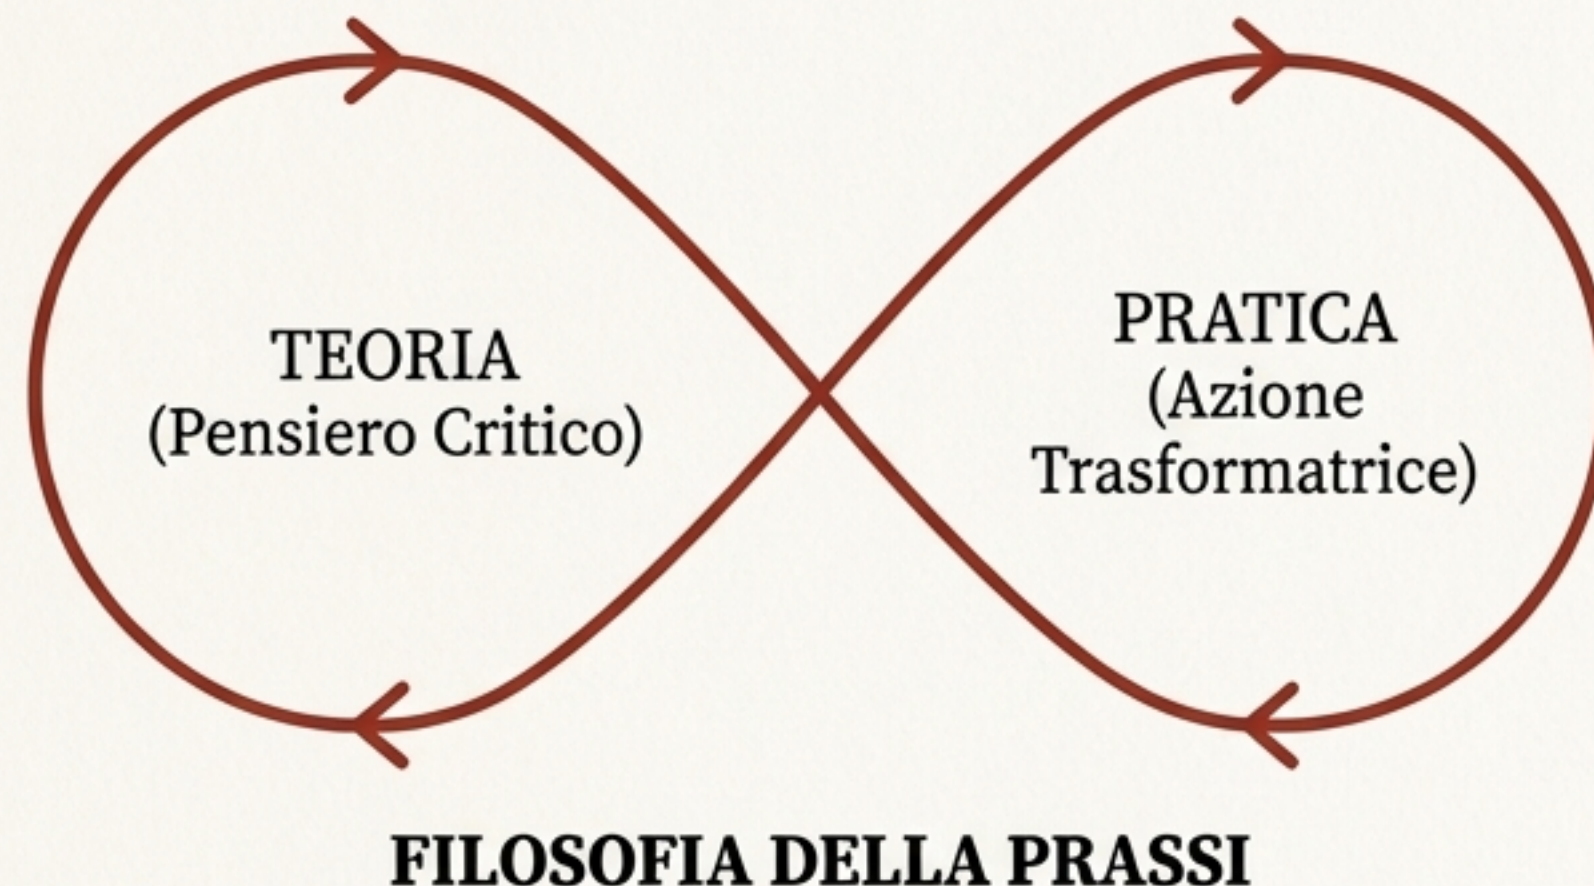 TEORIA
(Pensiero Critico)
PRATICA
(Azione
Trasformatrice)
FILOSOFIA DELLA PRASSI